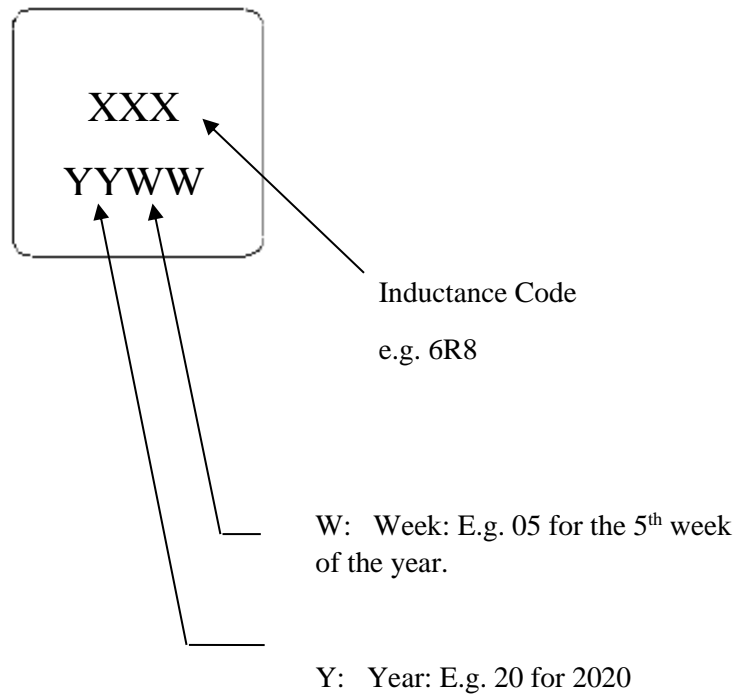 XXX
YYWW
Inductance Code
e.g. 6R8
W: Week: E.g. 05 for the 5th week
of the year.
Y: Year: E.g. 20 for 2020